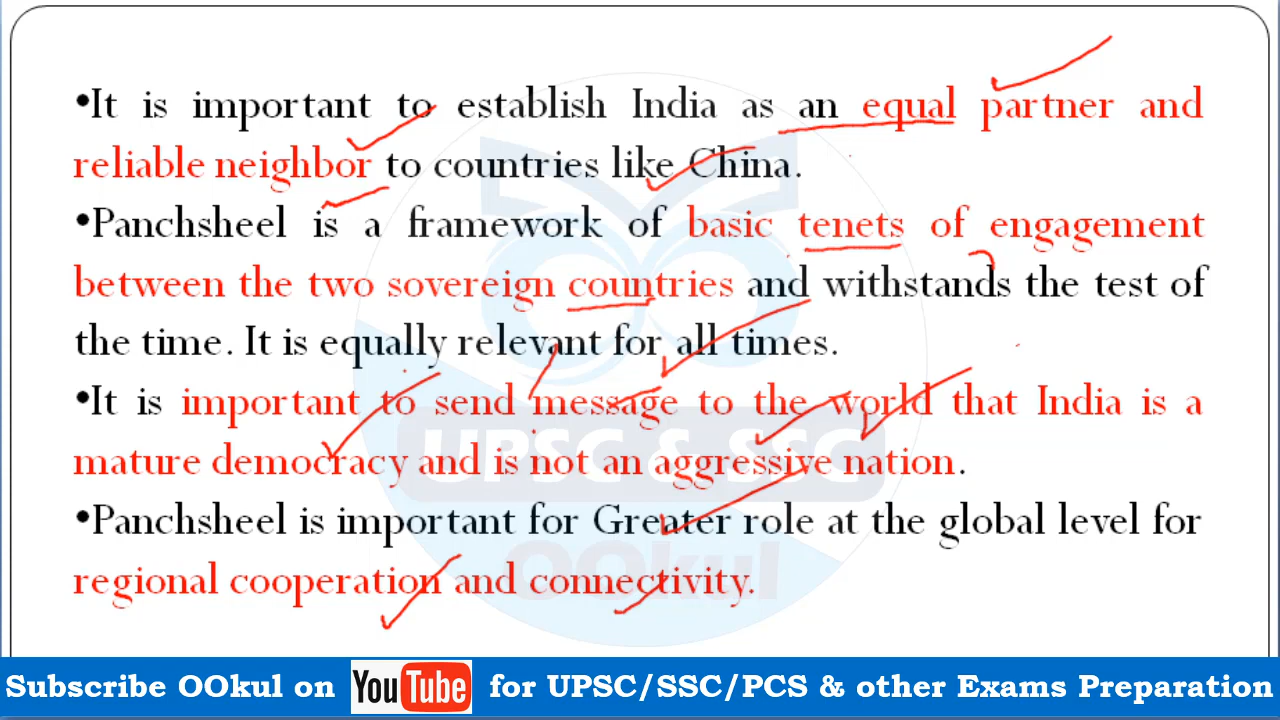 •It is important to establish India as an equal partner and
reliable neighbor to countries like China.
•Panchsheel is a framework of basic tenets of engagement
between the two sovereign countries and withstands the test of
the time. It is equally relevant for all times.
•It is important to send message to the world that India is a
mature democracy and is not an aggressive nation.
•Panchsheel is important for Greater role at the global level for
regional cooperation and connectivity.
UPSC & SSC
OOkul
Subscribe OOkul on YouTube for UPSC/SSC/PCS & other Exams Preparation